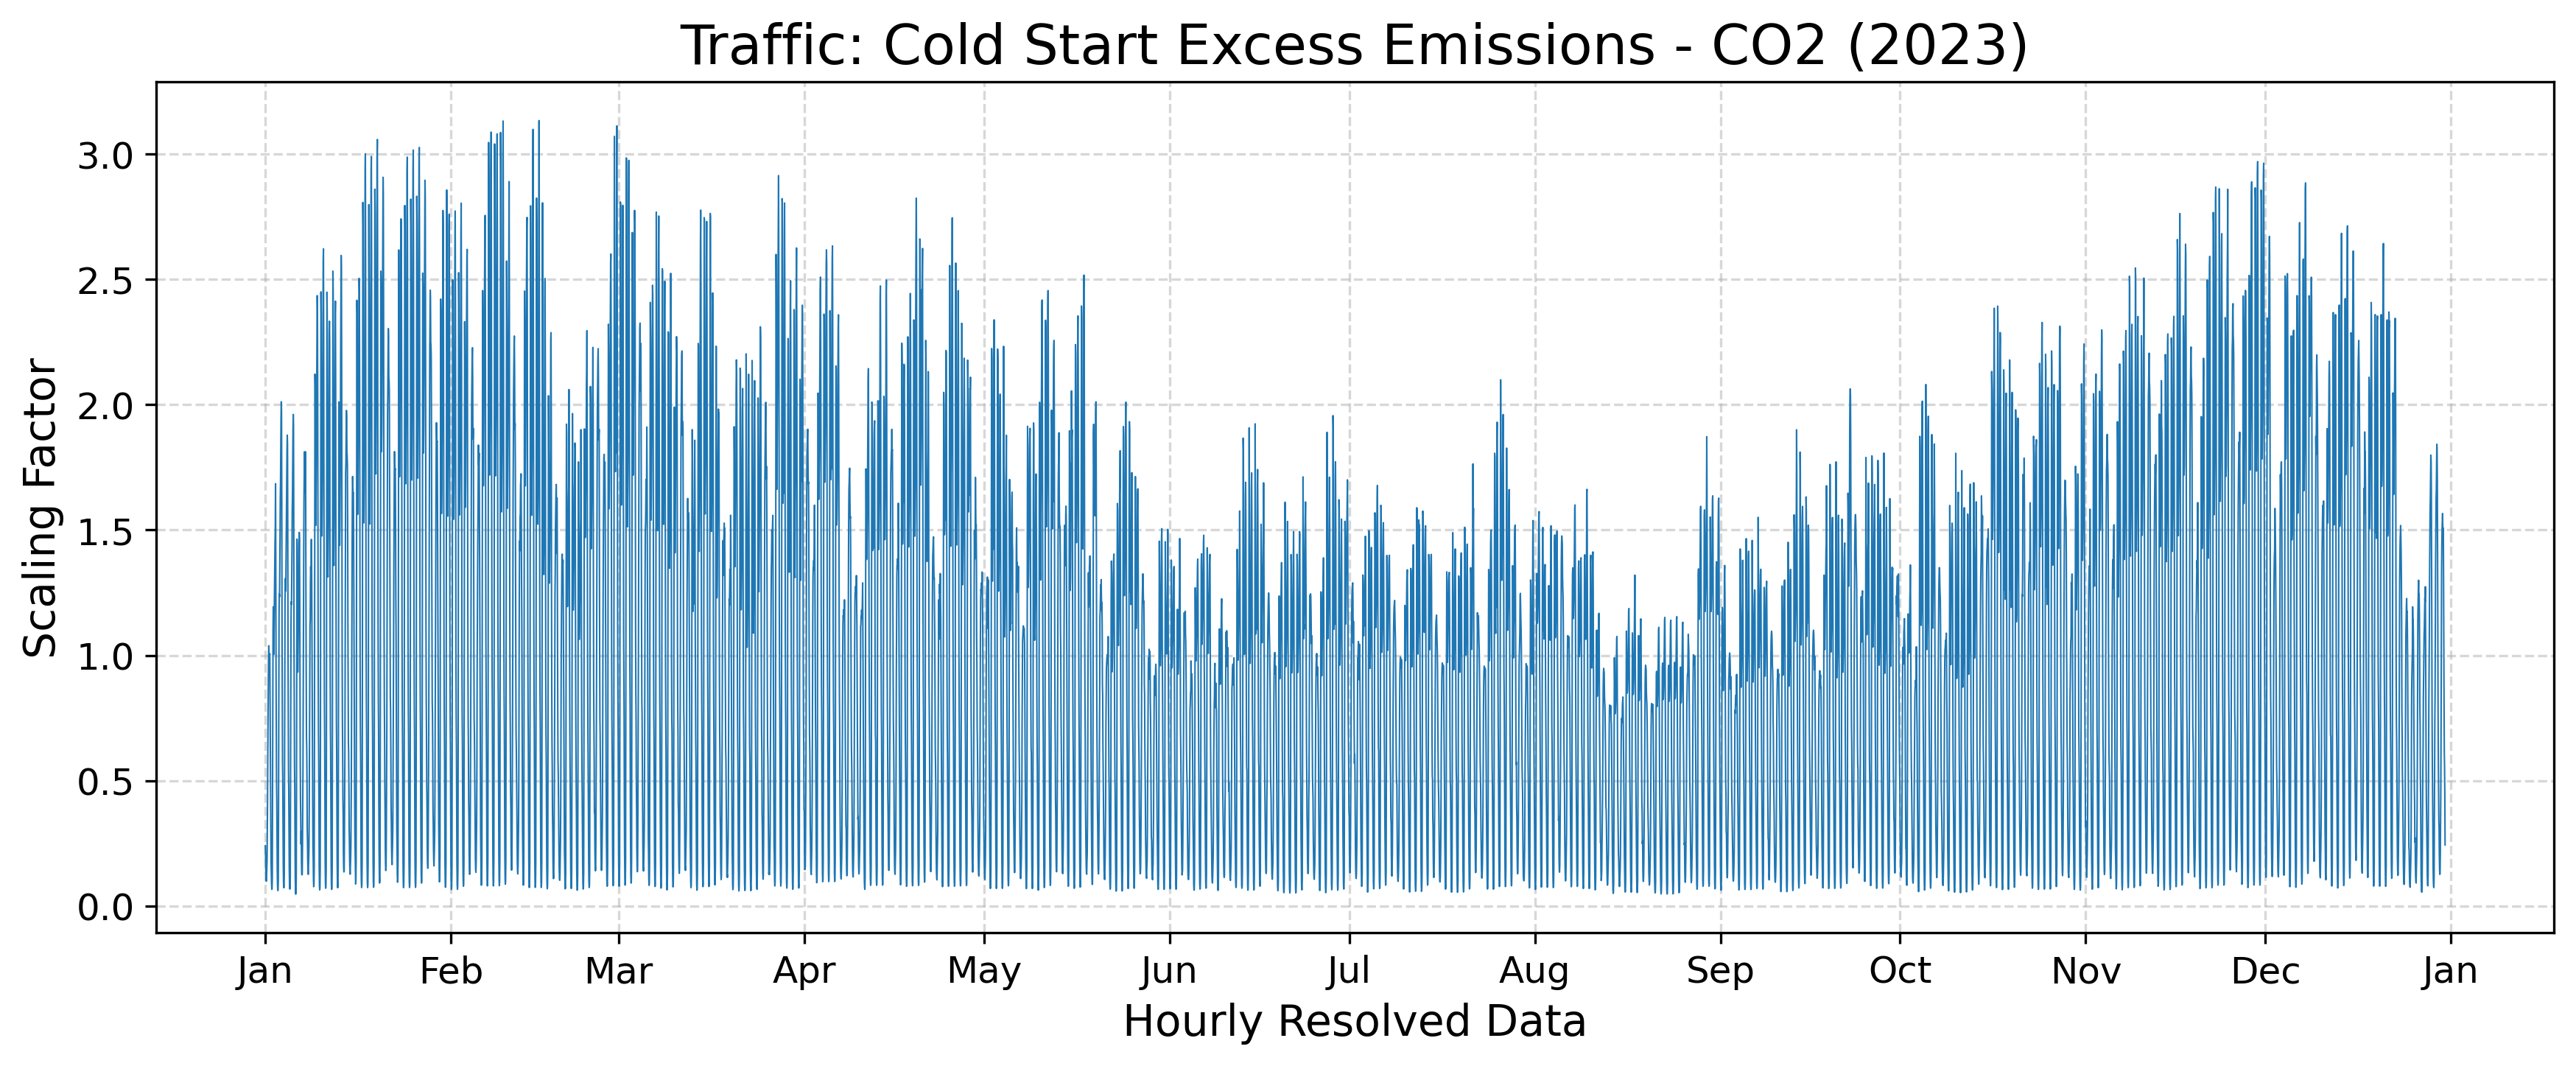 Traffic: Cold Start Excess Emissions - CO2 (2023)
Scaling Factor
3.0
2.5
2.0
1.5
1.0
0.5
0.0
Jan Feb Mar Apr May Jun Jul Aug Sep Oct Nov Dec Jan
Hourly Resolved Data